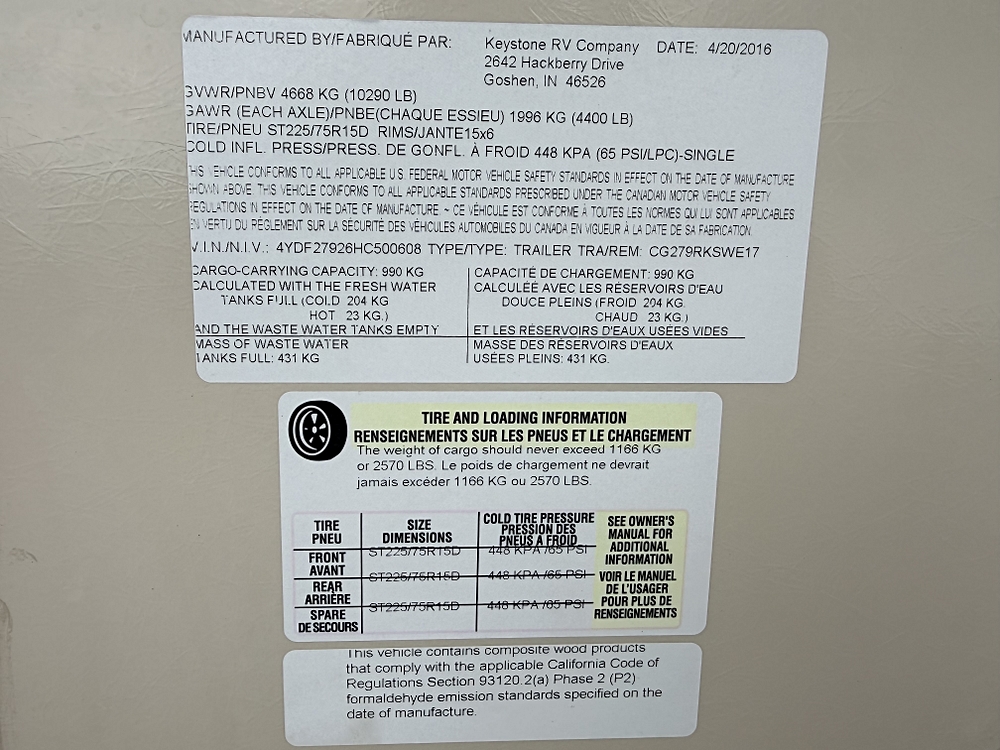 MANUFACTURED BY/FABRIQUÉ PAR: Keystone RV Company DATE: 4/20/2016
2642 Hackberry Drive
Goshen, IN 46526
GVWR/PNBV 4668 KG (10290 LB)
GAWR (EACH AXLE)/PNBE(CHAQUE ESSIEU) 1996 KG (4400 LB)
TIRE/PNEU ST225/75R15D RIMS/JANTE15x6
COLD INFL. PRESS/PRESS. DE GONFL. À FROID 448 KPA (65 PSI/LPC)-SINGLE
THIS VEHICLE CONFORMS TO ALL APPLICABLE U.S. FEDERAL MOTOR VEHICLE SAFETY STANDARDS IN EFFECT ON THE DATE OF MANUFACTURE
SHOWN ABOVE. THIS VEHICLE CONFORMS TO ALL APPLICABLE STANDARDS PRESCRIBED UNDER THE CANADIAN MOTOR VEHICLE SAFETY
REGULATIONS IN EFFECT ON THE DATE OF MANUFACTURE. ~ CE VÉHICULE EST CONFORME À TOUTES LES NORMES QUI LUI SONT APPLICABLES
EN VERTU DU RÈGLEMENT SUR LA SÉCURITÉ DES VÉHICULES AUTOMOBILES DU CANADA EN VIGUEUR À LA DATE DE SA FABRICATION.
V.I.N./N.I.V.: 4YDF27926HC500608 TYPE/TYPE: TRAILER TRA/REM: CG279RKSWE17
CARGO-CARRYING CAPACITY: 990 KG
CALCULATED WITH THE FRESH WATER
TANKS FULL (COLD 204 KG
HOT 23 KG.)
AND THE WASTE WATER TANKS EMPTY
MASS OF WASTE WATER
TANKS FULL: 431 KG
CAPACITÉ DE CHARGEMENT: 990 KG
CALCULÉE AVEC LES RÉSERVOIRS D'EAU
DOUCE PLEINS (FROID 204 KG.
CHAUD 23 KG.)
ET LES RÉSERVOIRS D'EAUX USÉES VIDES
MASSE DES RÉSERVOIRS D'EAUX
USÉES PLEINS: 431 KG.
TIRE AND LOADING INFORMATION
RENSEIGNEMENTS SUR LES PNEUS ET LE CHARGEMENT
The weight of cargo should never exceed 1166 KG
or 2570 LBS. Le poids de chargement ne devrait
jamais excéder 1166 KG ou 2570 LBS.
TIRE
PNEU
SIZE
DIMENSIONS
COLD TIRE PRESSURE
PRESSION DES
PNEUS A FROID
FRONT
AVANT
ST225/75R15D 448 KPA /65 PSI
REAR
ARRIÈRE
ST225/75R15D 448 KPA /65 PSI
SPARE
DE SECOURS
ST225/75R15D 448 KPA /65 PSI
SEE OWNER'S
MANUAL FOR
ADDITIONAL
INFORMATION
VOIR LE MANUEL
DE L'USAGER
POUR PLUS DE
RENSEIGNEMENTS
This vehicle contains composite wood products
that comply with the applicable California Code of
Regulations Section 93120.2(a) Phase 2 (P2)
formaldehyde emission standards specified on the
date of manufacture.